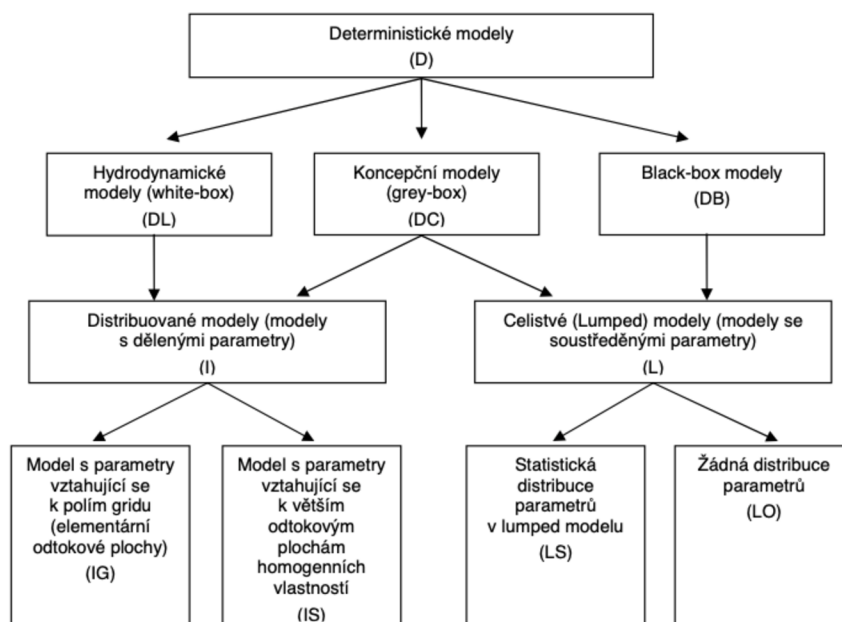 Deterministické modely
(D)
Hydrodynamické
modely (white-box)
(DL)
Koncepční modely
(grey-box)
(DC)
Black-box modely
(DB)
Distribuované modely (modely
s dělenými parametry)
(I)
Celistvé (Lumped) modely (modely se
soustředěnými parametry)
(L)
Model s parametry
vztahující se
k polím gridu
(elementární
odtokové plochy)
(IG)
Model s parametry
vztahující se
k větším
odtokovým
plochám
homogenních
vlastností
(IS)
Statistická
distribuce
parametrů
v lumped modelu
(LS)
Žádná distribuce
parametrů
(LO)